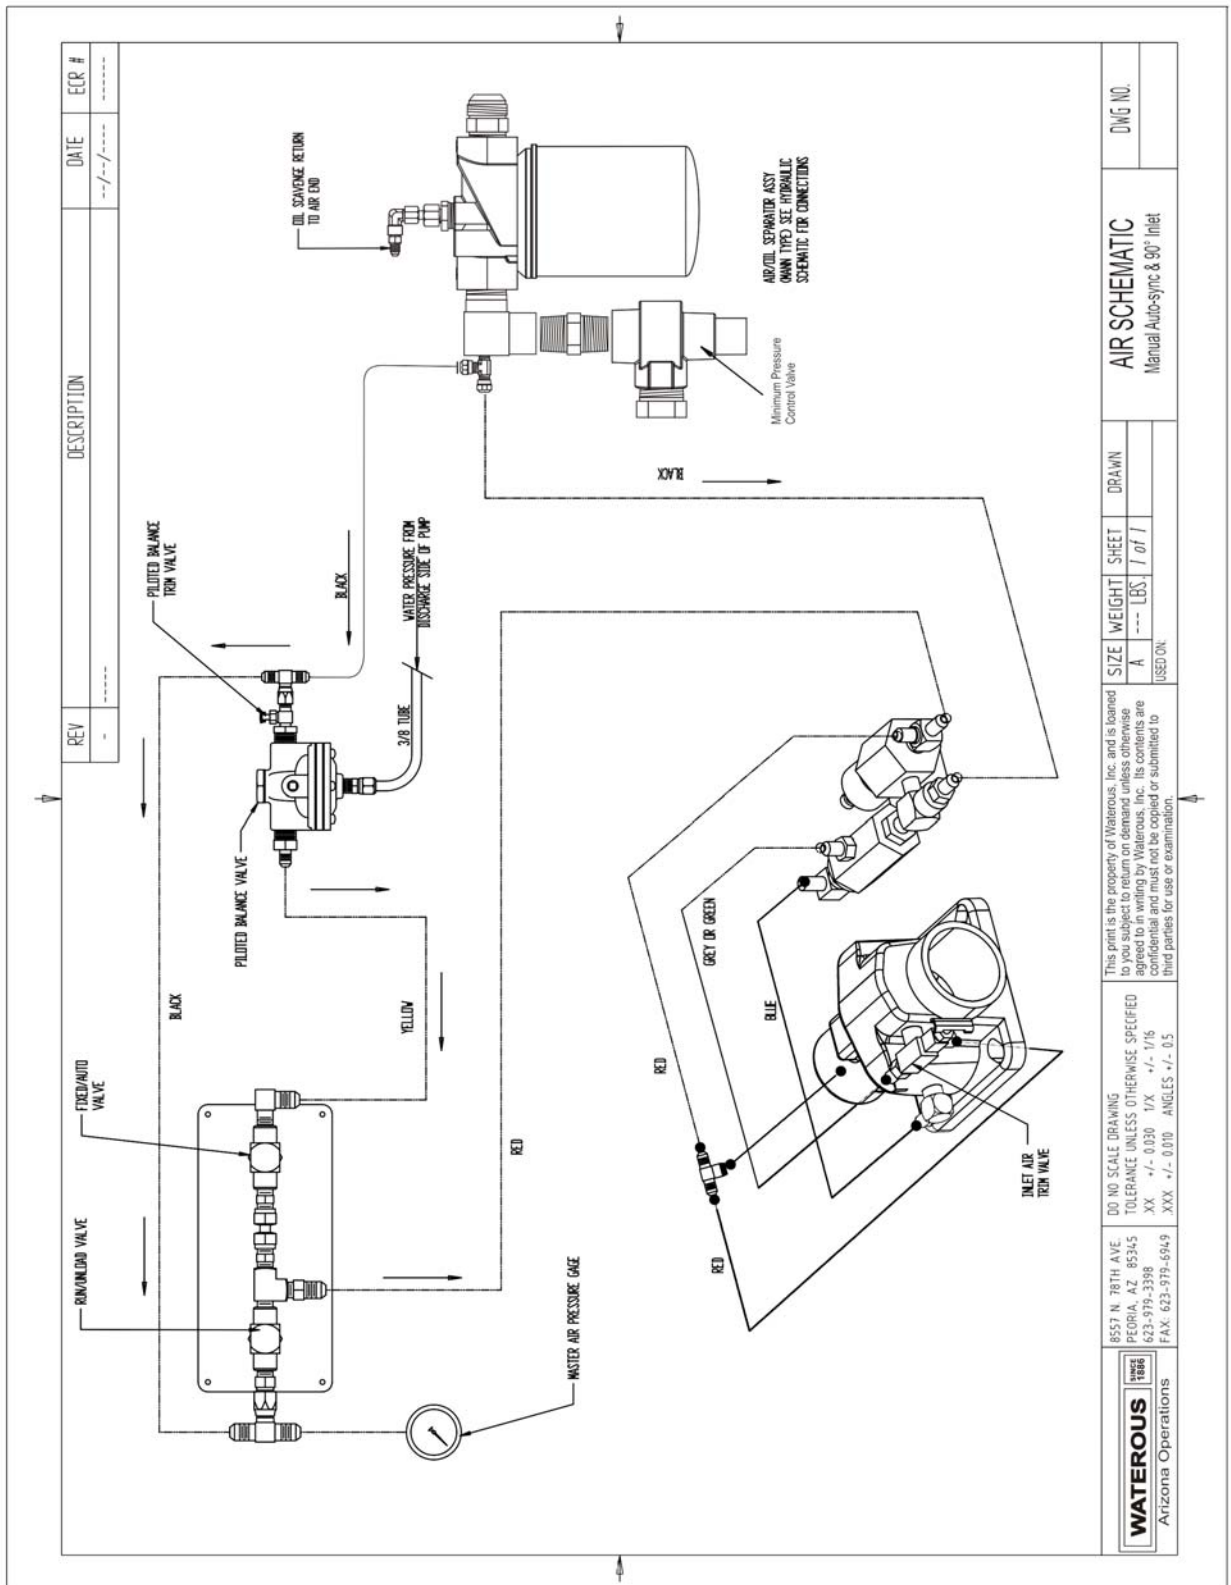 REV
DESCRIPTION
DATE
ECR #
-
-----
--/--/----
------
OIL SCAVENGE RETURN
TO AIR END
AIR/OIL SEPARATOR ASSY
(MANN TYPE) SEE HYDRAULIC
SCHEMATIC FOR CONNECTIONS
Minimum Pressure
Control Valve
PILOTED BALANCE
TRIM VALVE
BLACK
WATER PRESSURE FROM
DISCHARGE SIDE OF PUMP
3/8 TUBE
BLACK
PILOTED BALANCE VALVE
BLACK
YELLOW
FIXED/AUTO
VALVE
RUN/UNLOAD VALVE
RED
MASTER AIR PRESSURE GAGE
RED
GREY OR GREEN
BLUE
RED
INLET AIR
TRIM VALVE
WATEROUS
SINCE
1886
Arizona Operations
8557 N. 78TH AVE.
PEORIA, AZ 85345
623-979-3398
FAX: 623-979-6949
DO NO SCALE DRAWING
TOLERANCE UNLESS OTHERWISE SPECIFIED
.XX +/- 0.030 1/X +/- 1/16
.XXX +/- 0.010 ANGLES +/- 0.5
This print is the property of Waterous, Inc. and is loaned
to you subject to return on demand unless otherwise
agreed to in writing by Waterous, Inc. Its contents are
confidential and must not be copied or submitted to
third parties for use or examination.
SIZE
A
WEIGHT
--- LBS.
SHEET
1 of 1
DRAWN
USED ON:
AIR SCHEMATIC
Manual Auto-sync & 90° Inlet
DWG NO.